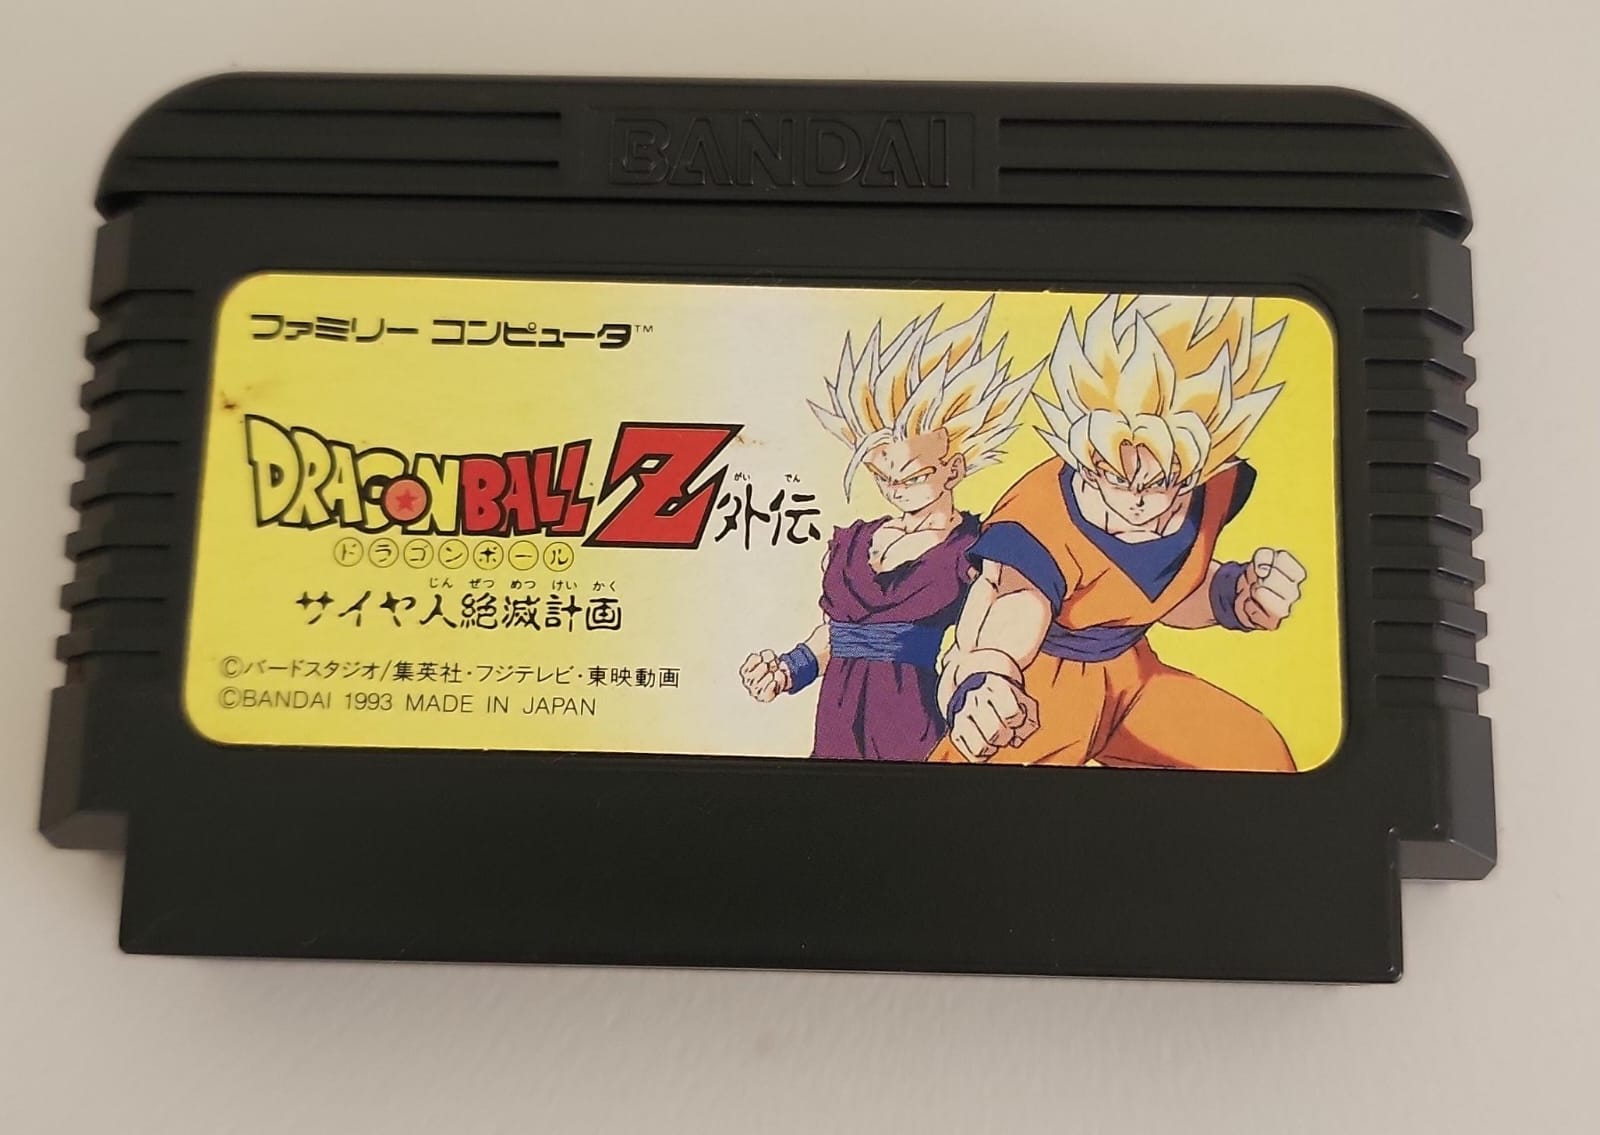 BANDAI
ファミリー コンピュータ™
DRAGON BALL Z 外伝
がい でん
ドラゴンボール
じん ぜつ めつ けい かく
サイヤ人絶滅計画
©バードスタジオ/集英社・フジテレビ・東映動画
©BANDAI 1993 MADE IN JAPAN